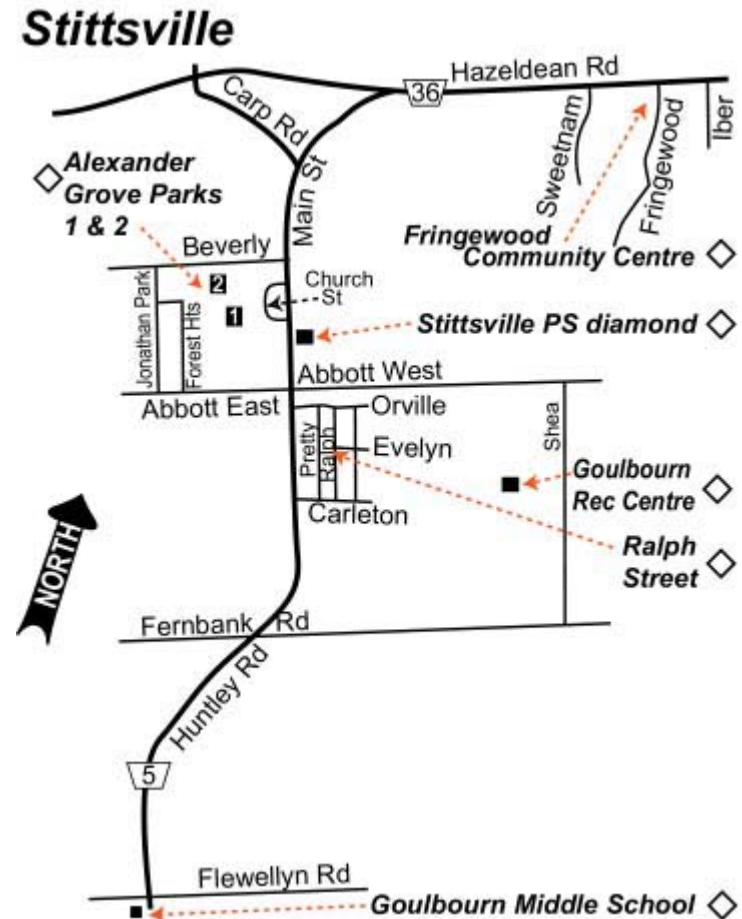 Stittsville
Hazeldean Rd
36
Carp Rd
Iber
Sweetnam
Fringewood
Main St
Alexander
Grove Parks
1 & 2
Fringewood
Community Centre
Beverly
2
1
Church
St
Jonathan Park
Forest Hts
Stittsville PS diamond
Abbott West
Abbott East
Orville
Pretty
Ralph
Evelyn
Shea
Carleton
Goulbourn
Rec Centre
Ralph
Street
NORTH
Fernbank Rd
Huntley Rd
5
Flewellyn Rd
Goulbourn Middle School